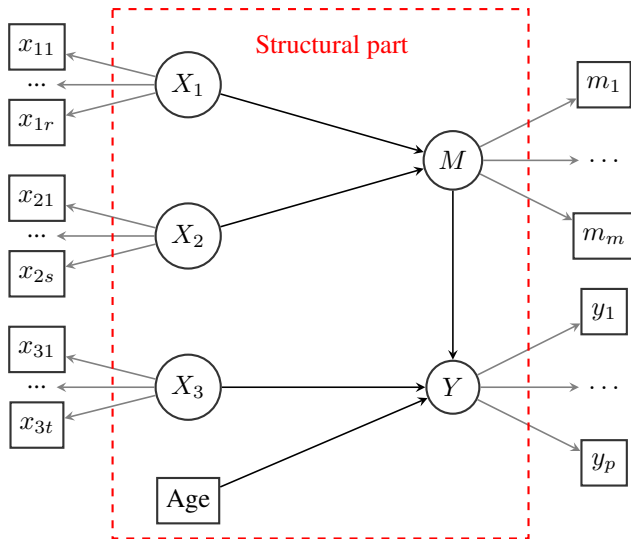 Structural part
x₁₁
...
x₁ᵣ
X₁
x₂₁
...
x₂ₛ
X₂
x₃₁
...
x₃ₜ
X₃
Age
M
m₁
...
mₘ
Y
y₁
...
yₚ